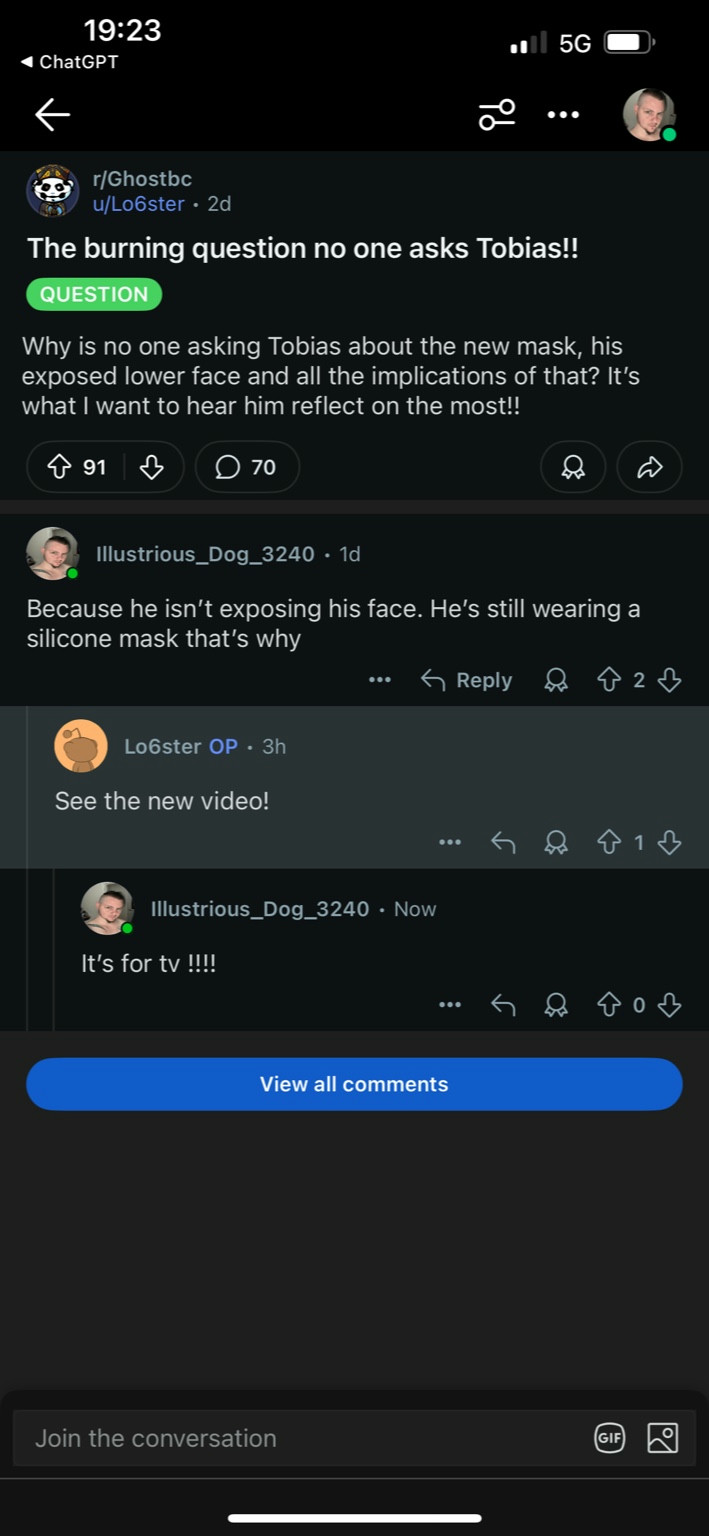 19:23
5G
◀ ChatGPT
r/Ghostbc
u/Lo6ster • 2d
The burning question no one asks Tobias!!
QUESTION
Why is no one asking Tobias about the new mask, his
exposed lower face and all the implications of that? It’s
what I want to hear him reflect on the most!!
91
70
Illustrious_Dog_3240 • 1d
Because he isn’t exposing his face. He’s still wearing a
silicone mask that’s why
Reply
2
Lo6ster OP • 3h
See the new video!
1
Illustrious_Dog_3240 • Now
It’s for tv !!!!
0
View all comments
Join the conversation
GIF